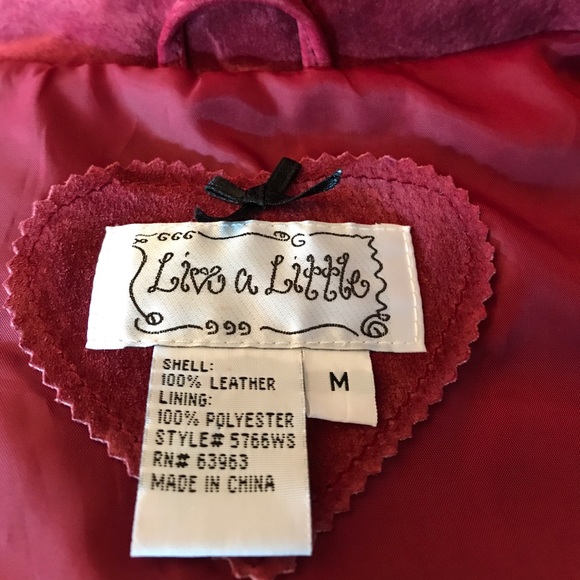 Live a Little
SHELL:
100% LEATHER
LINING:
100% POLYESTER
STYLE# 5766WS
RN# 63963
MADE IN CHINA
M